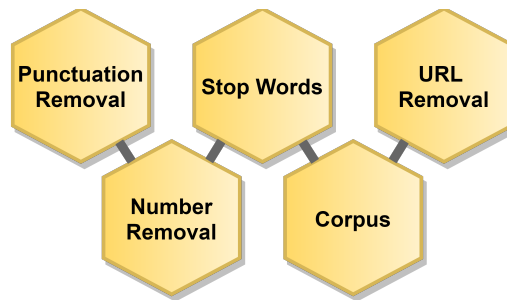 Punctuation
Removal
Number
Removal
Stop Words
Corpus
URL
Removal